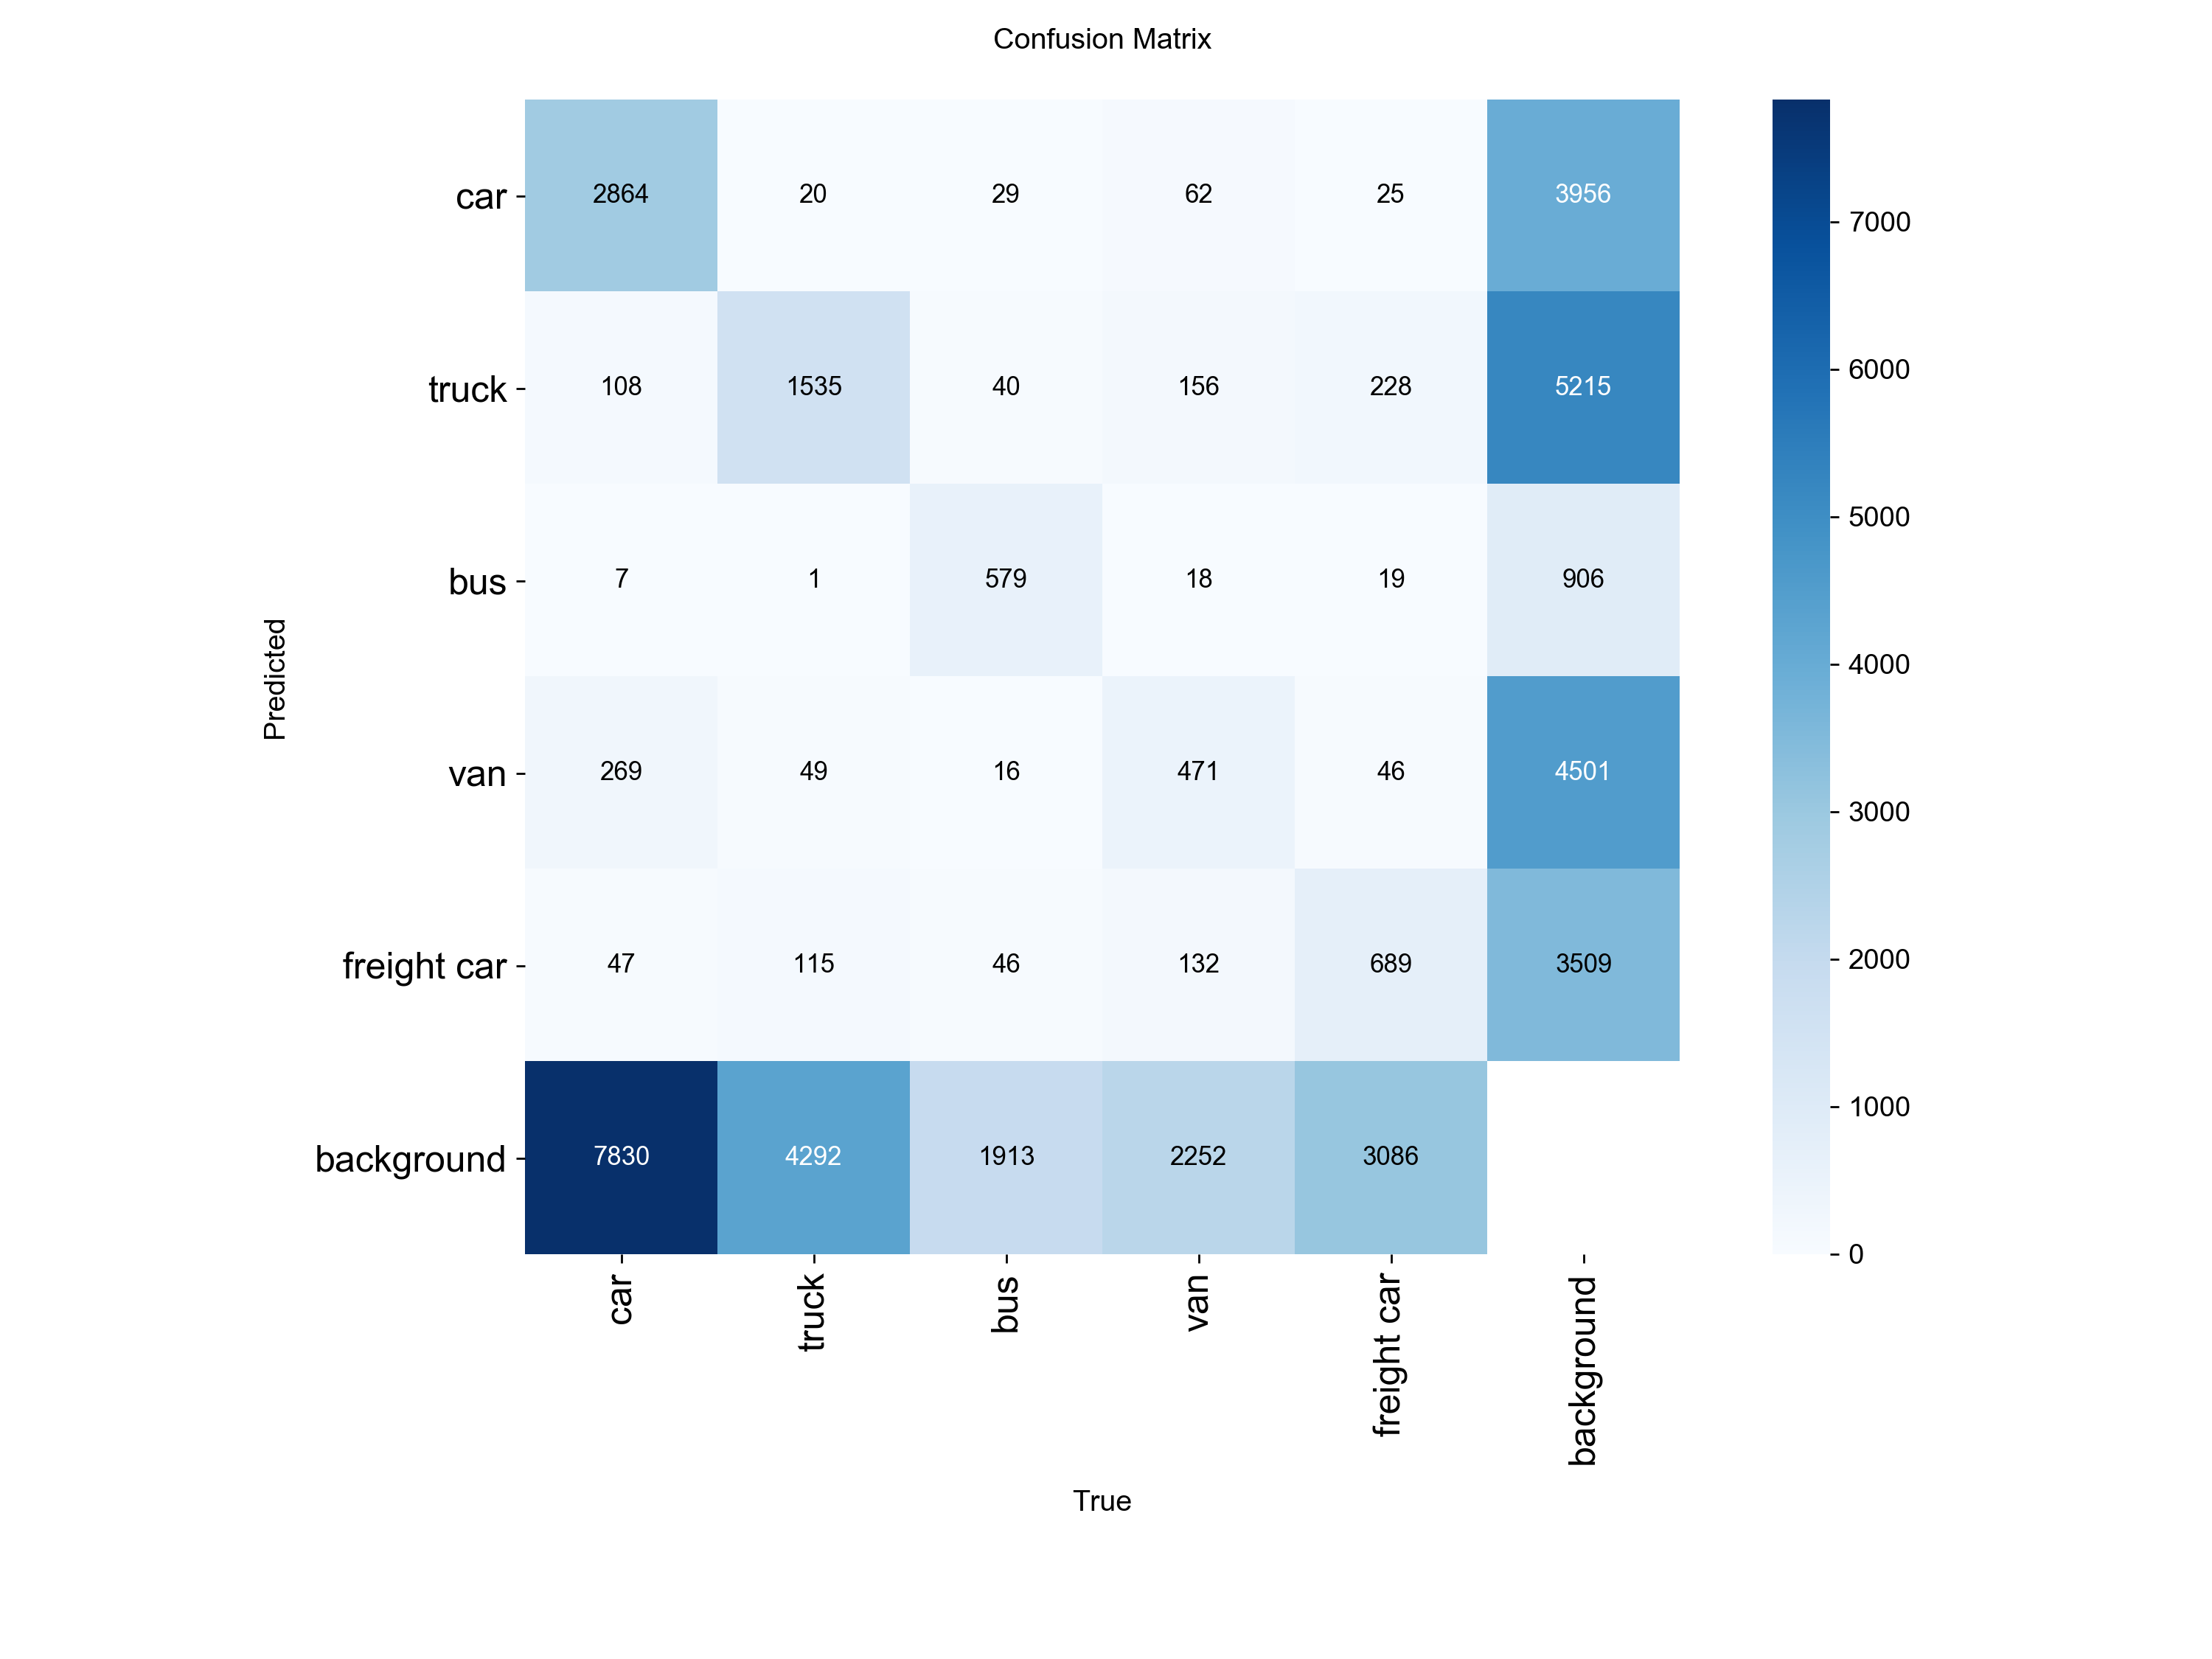 Confusion Matrix
car 2864 20 29 62 25 3956
truck 108 1535 40 156 228 5215
bus 7 1 579 18 19 906
van 269 49 16 471 46 4501
freight car 47 115 46 132 689 3509
background 7830 4292 1913 2252 3086
car truck bus van freight car background
Predicted
True
7000
6000
5000
4000
3000
2000
1000
0